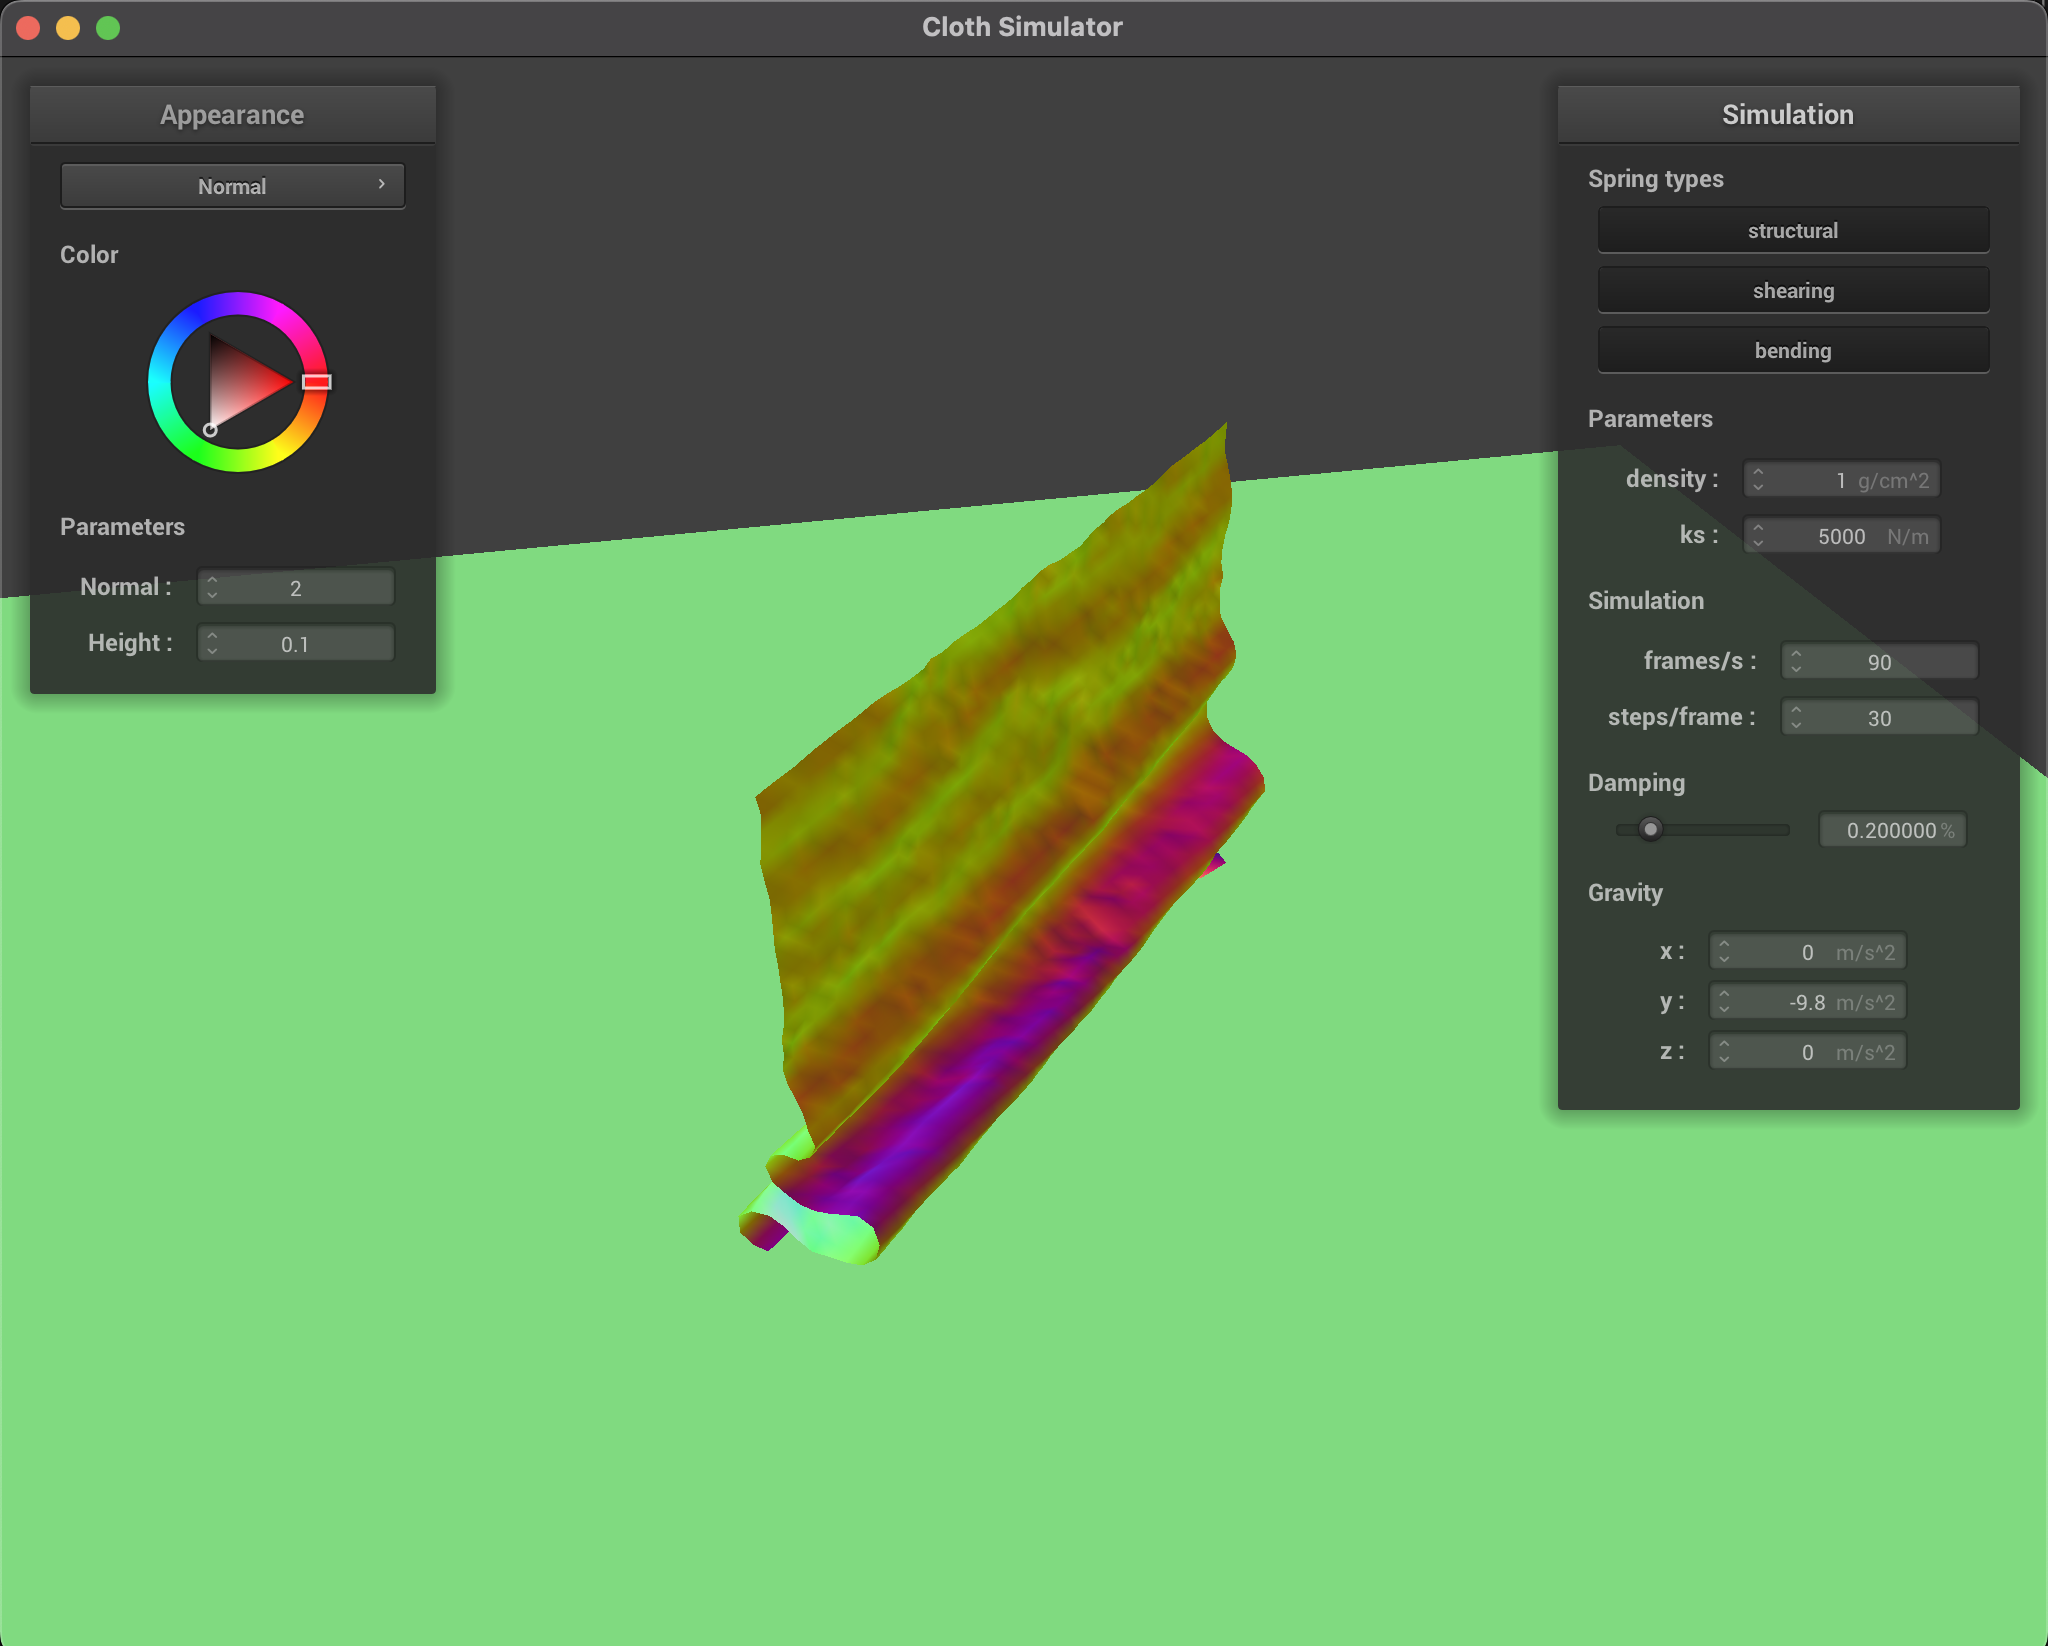 Cloth Simulator
Appearance
Normal
Color
Parameters
Normal : 2
Height : 0.1
Simulation
Spring types
structural
shearing
bending
Parameters
density : 1 g/cm^2
ks : 5000 N/m
Simulation
frames/s : 90
steps/frame : 30
Damping
0.200000 %
Gravity
x : 0 m/s^2
y : -9.8 m/s^2
z : 0 m/s^2